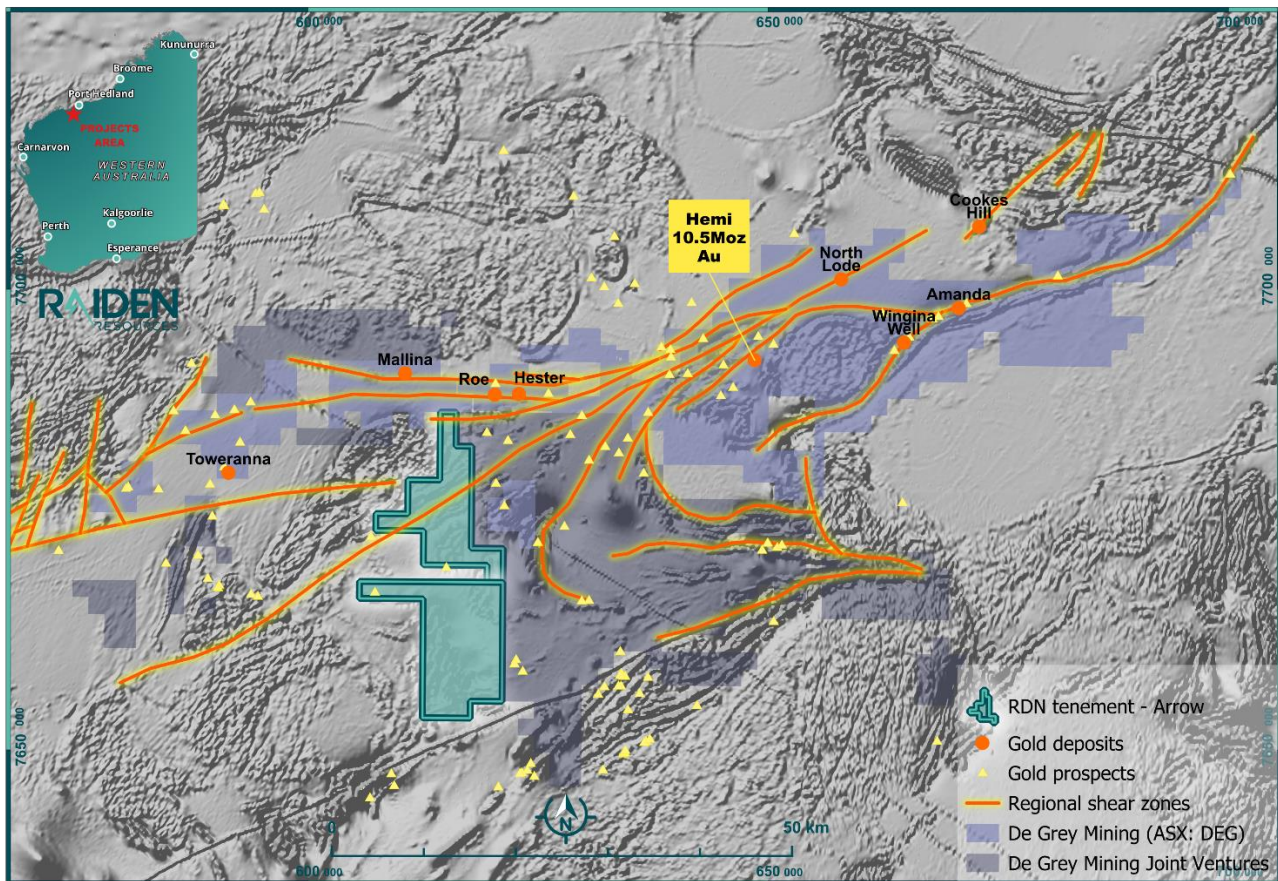 600 000
650 000
700 000
Kununurra
Broome
Port Hedland
PROJECTS
AREA
Carnarvon
WESTERN
AUSTRALIA
Kalgoorlie
Perth
Esperance
RAIDEN
RESOURCES
7700 000
7700 000
Cookes
Hill
Hemi
10.5Moz
Au
North
Lode
Amanda
Wingina
Well
Mallina
Roe
Hester
Toweranna
7650 000
7650 000
RDN tenement - Arrow
Gold deposits
Gold prospects
Regional shear zones
De Grey Mining (ASX: DEG)
De Grey Mining Joint Ventures
N
0
50 km
600 000
650 000
700 000